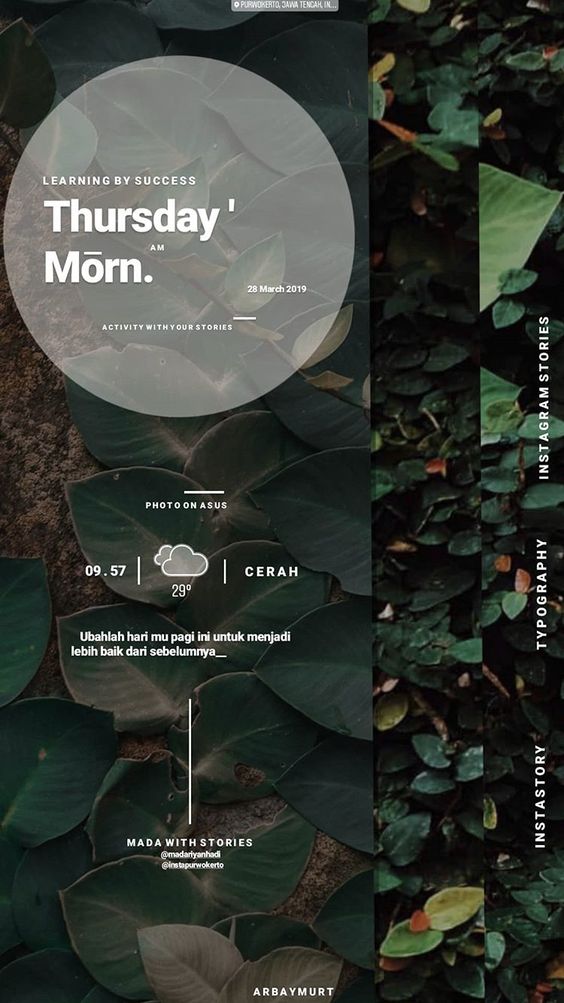 PURWOKERTO, JAWA TENGAH, IN...
LEARNING BY SUCCESS
Thursday '
AM
Mōrn.
28 March 2019
ACTIVITY WITH YOUR STORIES
PHOTO ON ASUS
09.57
29º
CERAH
Ubahlah hari mu pagi ini untuk menjadi
lebih baik dari sebelumnya__
MADA WITH STORIES
@madariyanhadi
@instapurwokerto
ARBAYMURT
INSTAGRAM STORIES
TYPOGRAPHY
INSTASTORY